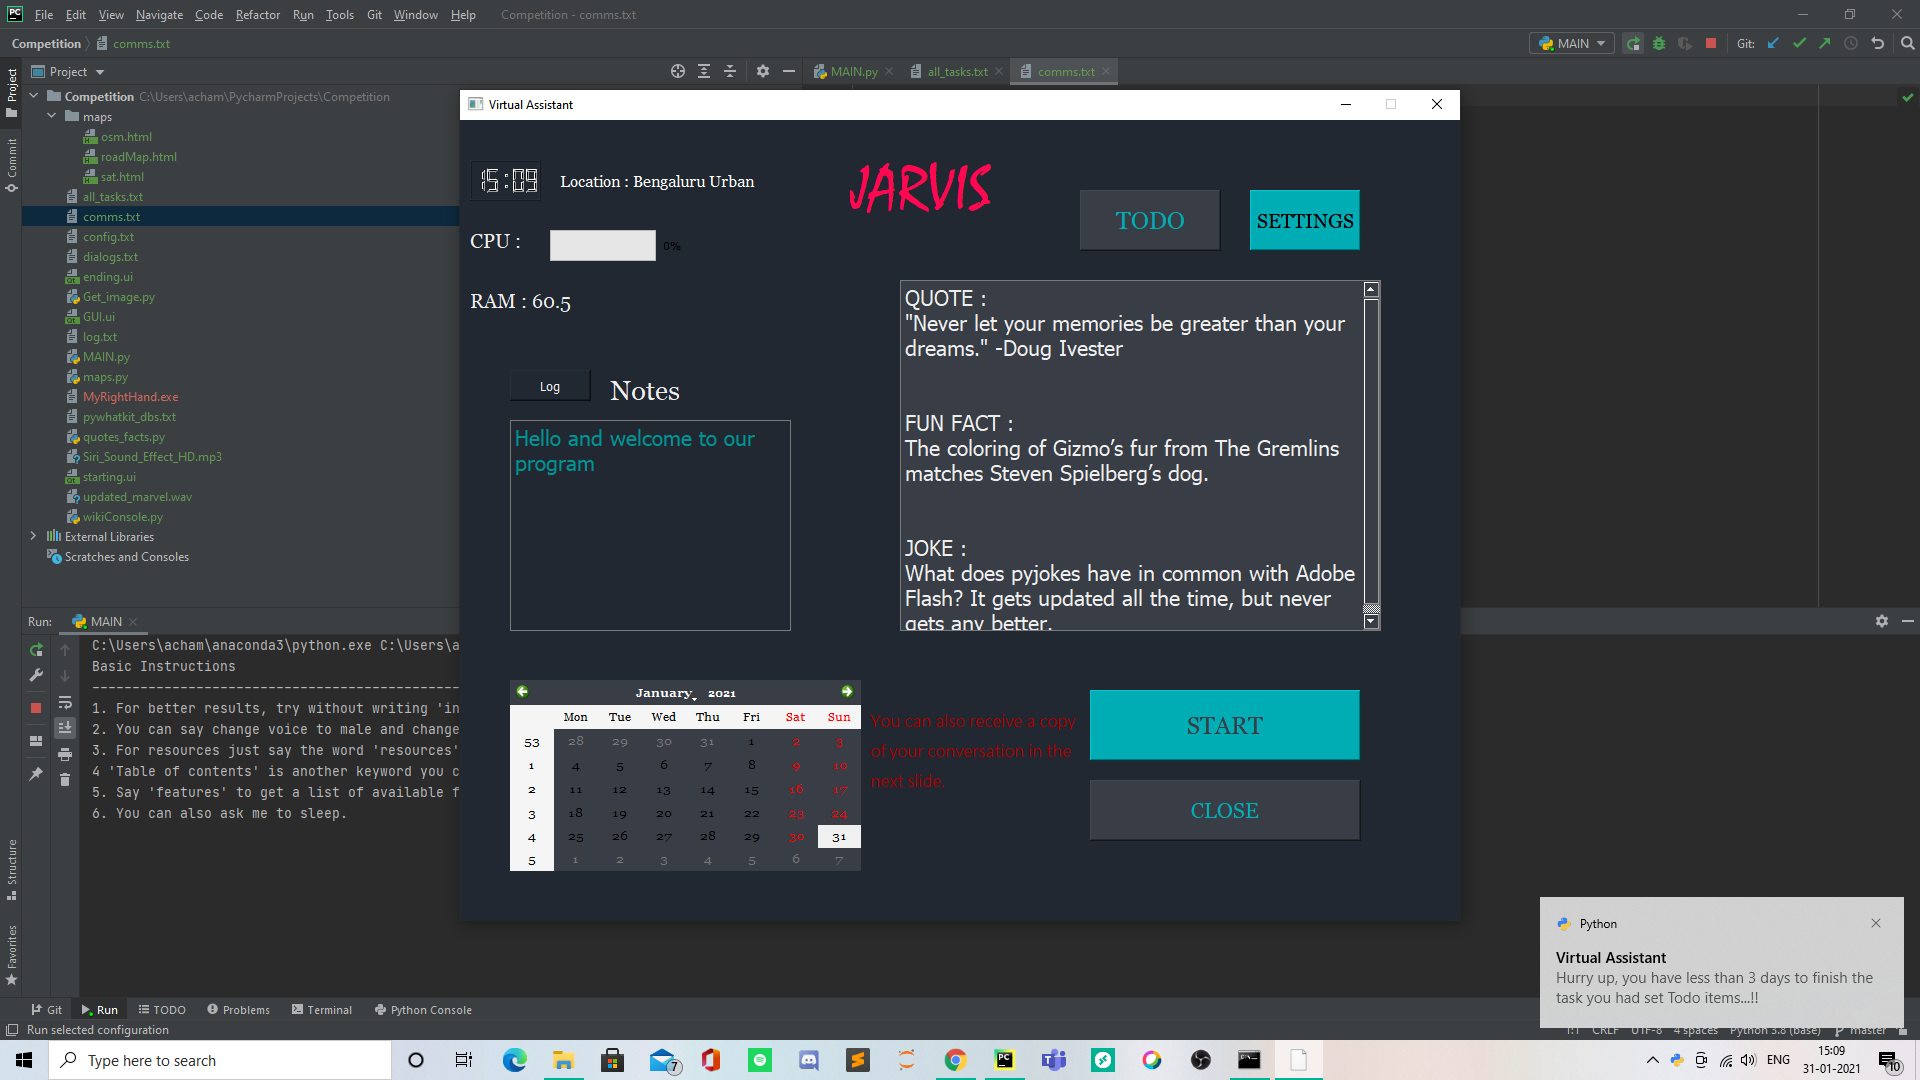 File Edit View Navigate Code Refactor Run Tools Git Window Help Competition - comms.txt
Competition comms.txt MAIN Git:
Project MAIN.py all_tasks.txt comms.txt
Project
Commit
Structure
Favorites
Competition C:\Users\acham\PycharmProjects\Competition
maps
osm.html
roadMap.html
sat.html
all_tasks.txt
comms.txt
config.txt
dialogs.txt
ending.ui
Get_image.py
GUI.ui
log.txt
MAIN.py
maps.py
MyRightHand.exe
pywhatkit_dbs.txt
quotes_facts.py
Siri_Sound_Effect_HD.mp3
starting.ui
updated_marvel.wav
wikiConsole.py
External Libraries
Scratches and Consoles
Virtual Assistant
15:09 Location : Bengaluru Urban
JARVIS
TODO
SETTINGS
CPU : 0%
RAM : 60.5
Log Notes
Hello and welcome to our
program
QUOTE :
"Never let your memories be greater than your
dreams." -Doug Ivester
FUN FACT :
The coloring of Gizmo’s fur from The Gremlins
matches Steven Spielberg’s dog.
JOKE :
What does pyjokes have in common with Adobe
Flash? It gets updated all the time, but never
gets any better.
January, 2021
Mon Tue Wed Thu Fri Sat Sun
53 28 29 30 31 1 2 3
1 4 5 6 7 8 9 10
2 11 12 13 14 15 16 17
3 18 19 20 21 22 23 24
4 25 26 27 28 29 30 31
5 1 2 3 4 5 6 7
You can also receive a copy
of your conversation in the
next slide.
START
CLOSE
Run: MAIN
C:\Users\acham\anaconda3\python.exe C:\Users\a
Basic Instructions
----------------------------------------------
1. For better results, try without writing 'in
2. You can say change voice to male and change
3. For resources just say the word 'resources'
4 'Table of contents' is another keyword you c
5. Say 'features' to get a list of available f
6. You can also ask me to sleep.
Python
Virtual Assistant
Hurry up, you have less than 3 days to finish the
task you had set Todo items...!!
Git Run TODO Problems Terminal Python Console
Run selected configuration 1:1 CRLF UTF-8 4 spaces Python 3.8 (base) master
Type here to search 7 ENG 15:09
31-01-2021 10